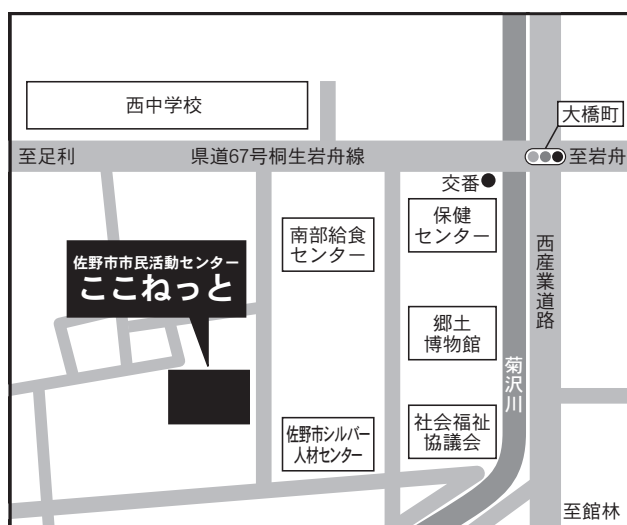 西中学校
大橋町
至足利
県道67号桐生岩舟線
至岩舟
交番
保健
センター
南部給食
センター
佐野市市民活動センター
ここねっと
西産業道路
郷土
博物館
菊沢川
社会福祉
協議会
佐野市シルバー
人材センター
至館林